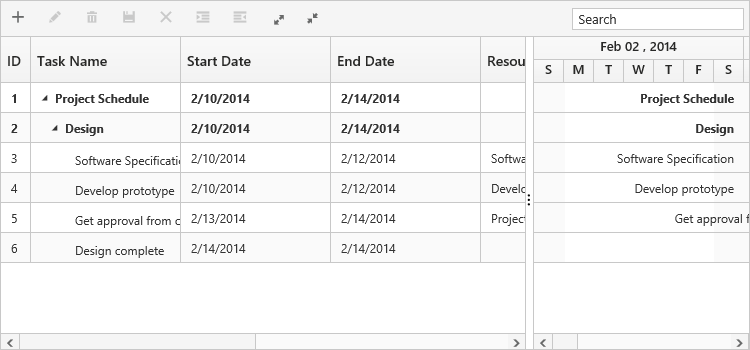 Search
ID Task Name Start Date End Date Resou
Feb 02 , 2014
S M T W T F S
1 Project Schedule 2/10/2014 2/14/2014 Project Schedule
2 Design 2/10/2014 2/14/2014 Design
3 Software Specificatio 2/10/2014 2/12/2014 Softwa Software Specification
4 Develop prototype 2/10/2014 2/12/2014 Develo Develop prototype
5 Get approval from c 2/13/2014 2/14/2014 Project Get approval f
6 Design complete 2/14/2014 2/14/2014